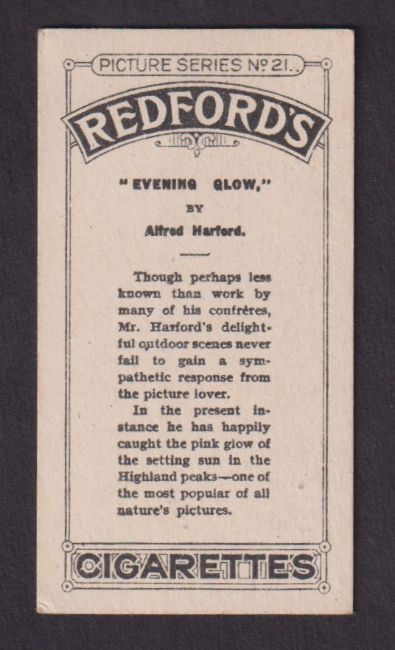 PICTURE SERIES Nº 21..
REDFORD'S
"EVENING GLOW,"
BY
Alfred Harford.
Though perhaps less
known than work by
many of his confrères,
Mr. Harford's delight-
ful outdoor scenes never
fail to gain a sym-
pathetic response from
the picture lover.
In the present in-
stance he has happily
caught the pink glow of
the setting sun in the
Highland peaks—one of
the most popular of all
nature's pictures.
CIGARETTES